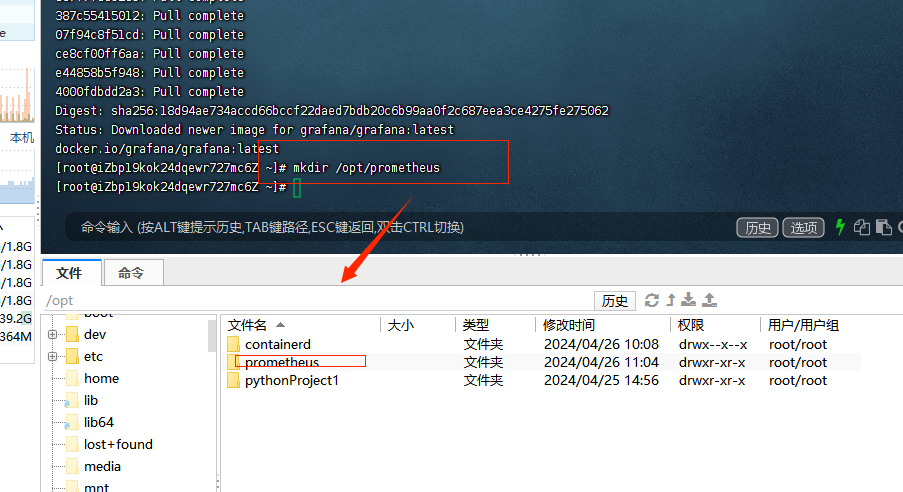 387c55415012: Pull complete
07f94c8f51cd: Pull complete
ce8cf00ff6aa: Pull complete
e44858b5f948: Pull complete
4000fdbdd2a3: Pull complete
Digest: sha256:18d94ae734accd66bccf22daed7bdb20c6b99aa0f2c687eea3ce4275fe275062
Status: Downloaded newer image for grafana/grafana:latest
docker.io/grafana/grafana:latest
[root@iZbp19kok24dqewr727mc6Z ~]# mkdir /opt/prometheus
[root@iZbp19kok24dqewr727mc6Z ~]#
本机
命令输入 (按ALT键提示历史,TAB键路径,ESC键返回,双击CTRL切换) 历史 选项
/1.8G
/1.8G
/1.8G
/1.8G
39.2G
364M
文件 命令
/opt 历史
boot
dev
etc
home
lib
lib64
lost+found
media
mnt
文件名 大小 类型 修改时间 权限 用户/用户组
containerd 文件夹 2024/04/26 10:08 drwx--x--x root/root
prometheus 文件夹 2024/04/26 11:04 drwxr-xr-x root/root
pythonProject1 文件夹 2024/04/25 14:56 drwxr-xr-x root/root